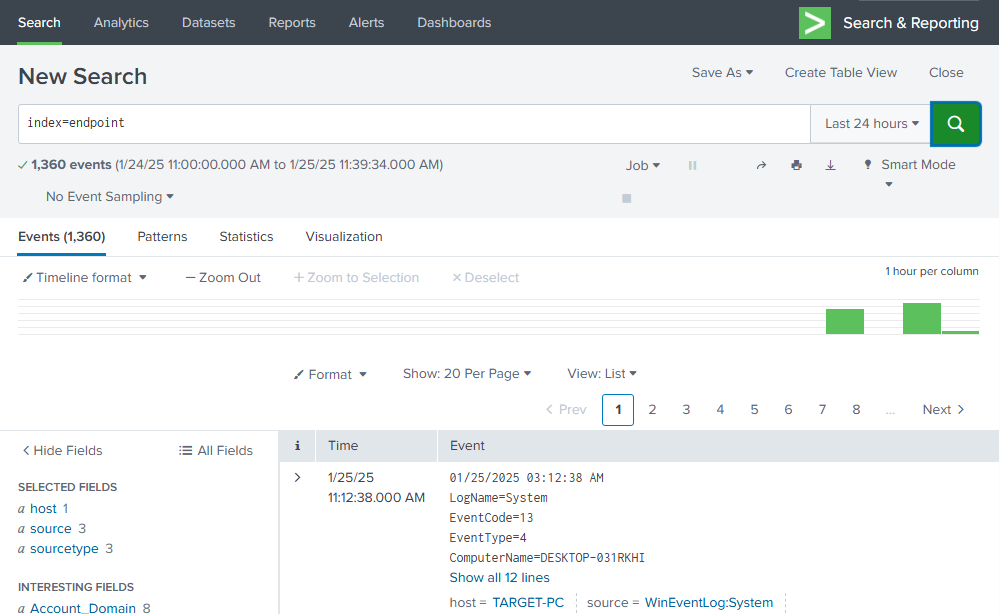 Search Analytics Datasets Reports Alerts Dashboards > Search & Reporting
New Search Save As Create Table View Close
index=endpoint Last 24 hours
1,360 events (1/24/25 11:00:00.000 AM to 1/25/25 11:39:34.000 AM) Job Smart Mode
No Event Sampling
Events (1,360) Patterns Statistics Visualization
Timeline format — Zoom Out + Zoom to Selection × Deselect 1 hour per column
Format Show: 20 Per Page View: List
< Prev 1 2 3 4 5 6 7 8 ... Next >
< Hide Fields All Fields i Time Event
SELECTED FIELDS
a host 1
a source 3
a sourcetype 3
INTERESTING FIELDS
a Account_Domain 8
> 1/25/25 11:12:38.000 AM
01/25/2025 03:12:38 AM
LogName=System
EventCode=13
EventType=4
ComputerName=DESKTOP-031RKHI
Show all 12 lines
host = TARGET-PC source = WinEventLog:System